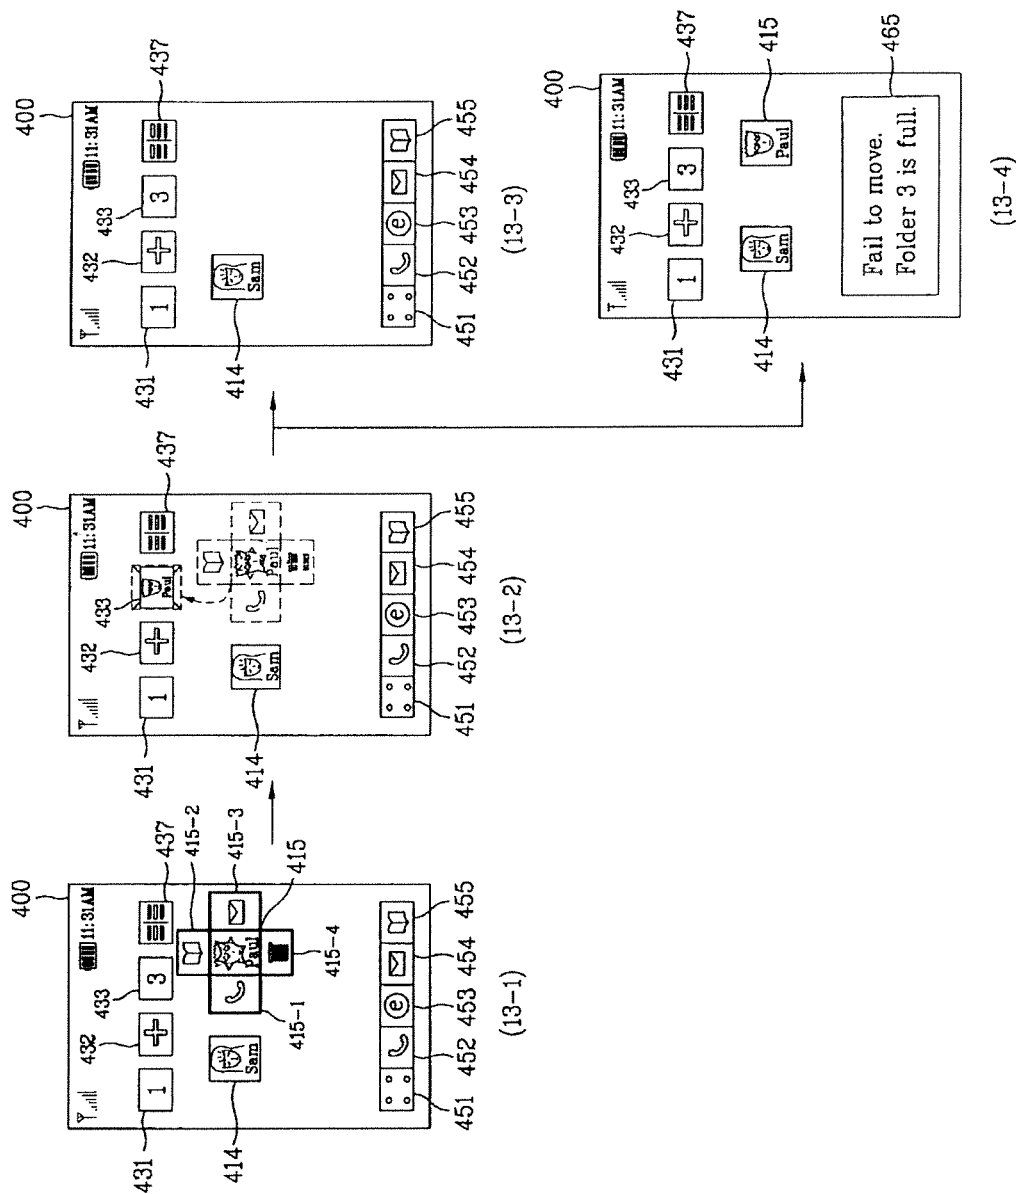 400
11:31AM
431
432
433
437
1
3
415-2
415-3
415
414
Sam
Paul
415-1
415-4
e
451 452 453 454 455
(13-1)
400
11:31AM
431
432
433
437
1
Paul
414
Sam
Paul
e
451 452 453 454 455
(13-2)
400
11:31AM
431
432
433
437
1
3
414
Sam
e
451 452 453 454 455
(13-3)
400
11:31AM
431
432
433
437
1
3
414
Sam
415
Paul
465
Fail to move.
Folder 3 is full.
(13-4)